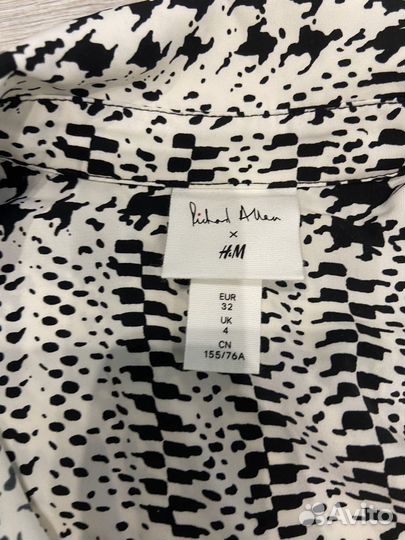 Richard Allan
×
H&M
EUR
32
UK
4
CN
155/76A
Avito